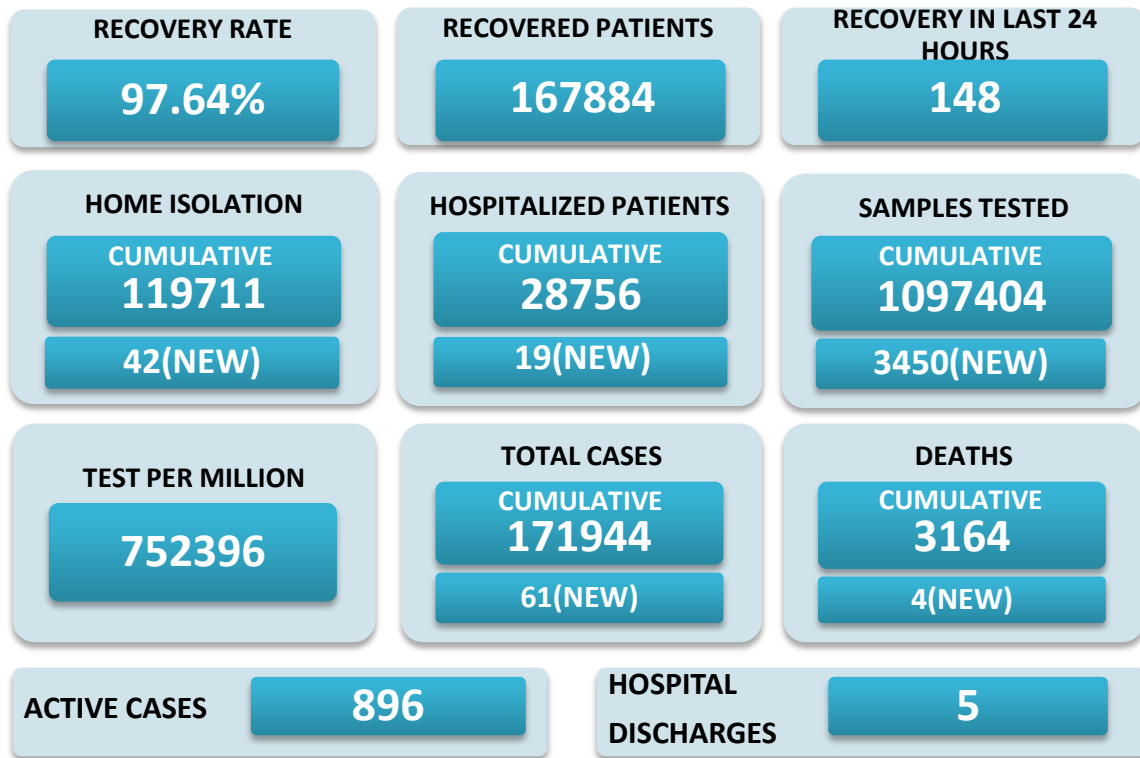 RECOVERY RATE
97.64%
RECOVERED PATIENTS
167884
RECOVERY IN LAST 24
HOURS
148
HOME ISOLATION
CUMULATIVE
119711
42(NEW)
HOSPITALIZED PATIENTS
CUMULATIVE
28756
19(NEW)
SAMPLES TESTED
CUMULATIVE
1097404
3450(NEW)
TEST PER MILLION
752396
TOTAL CASES
CUMULATIVE
171944
61(NEW)
DEATHS
CUMULATIVE
3164
4(NEW)
ACTIVE CASES
896
HOSPITAL
DISCHARGES
5